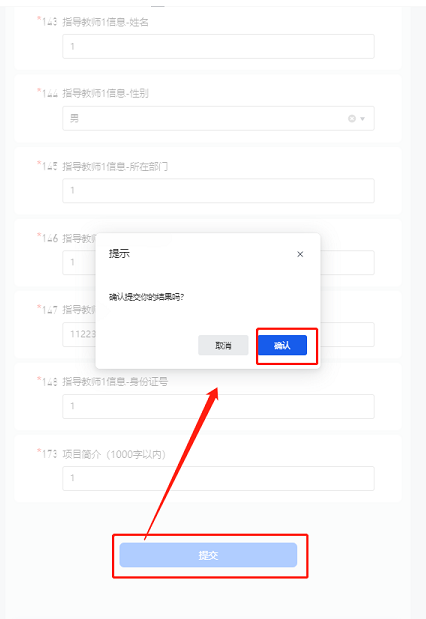 *143 指导教师1信息-姓名
1
*144 指导教师1信息-性别
男
*145 指导教师1信息-所在部门
1
*146 指导教
1
提示
确认提交你的结果吗?
取消
确认
*147 指导教
11223
*148 指导教师1信息-身份证号
1
*173 项目简介（1000字以内）
1
提交